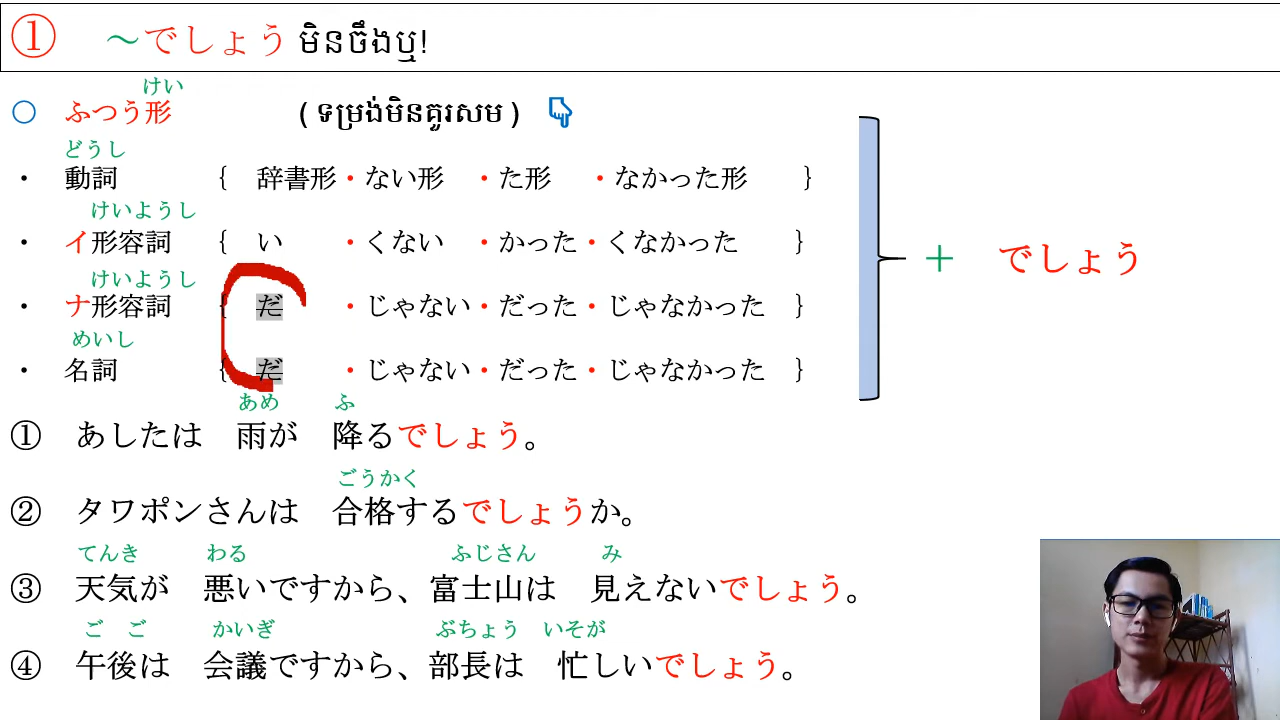 ① ～でしょう មិនចឹងឬ!
けい
○ ふつう形 ( ទម្រង់មិនគួរសម )
どうし
・ 動詞 { 辞書形・ない形 ・た形 ・なかった形 }
けいようし
・ イ形容詞 { い ・くない ・かった・くなかった }
けいようし
・ ナ形容詞 { だ ・じゃない・だった・じゃなかった }
めいし
・ 名詞 { だ ・じゃない・だった・じゃなかった }
＋ でしょう
あめ ふ
① あしたは 雨が 降るでしょう。
ごうかく
② タワポンさんは 合格するでしょうか。
てんき わる ふじさん み
③ 天気が 悪いですから、富士山は 見えないでしょう。
ご ご かいぎ ぶちょう いそが
④ 午後は 会議ですから、部長は 忙しいでしょう。